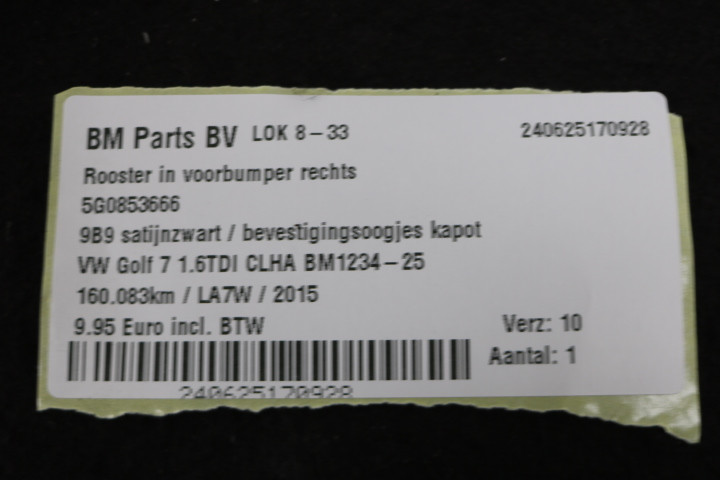 BM Parts BV LOK 8-33 240625170928
Rooster in voorbumper rechts
5G0853666
9B9 satijnzwart / bevestigingsoogjes kapot
VW Golf 7 1.6TDI CLHA BM1234-25
160.083km / LA7W / 2015
9.95 Euro incl. BTW Verz: 10
Aantal: 1
240625170928